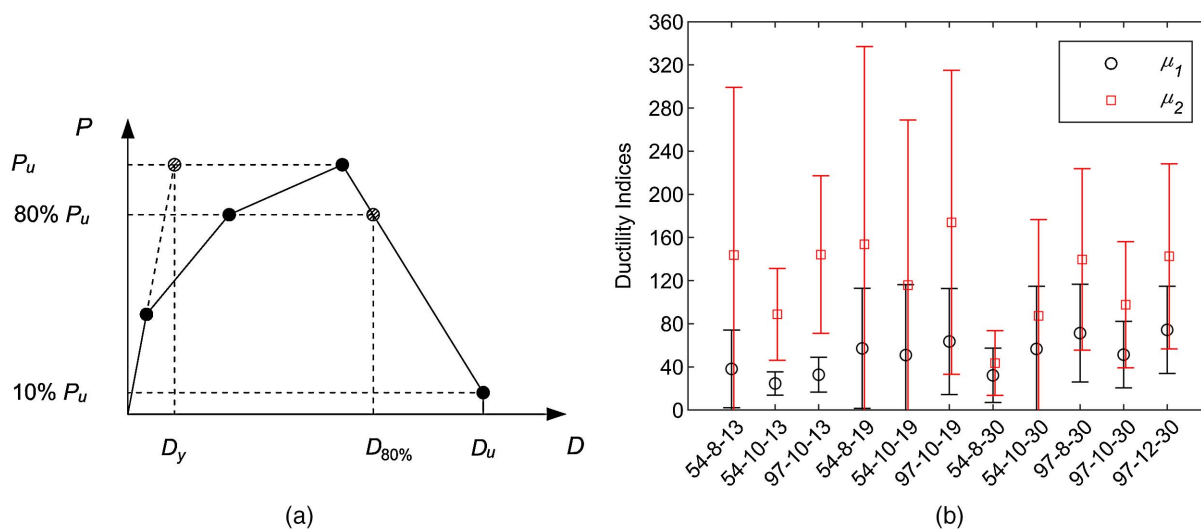 P
P_u
80% P_u
10% P_u
D_y
D_80%
D_u
D
(a)
360
320
280
240
200
160
120
80
40
0
Ductility Indices
μ_1
μ_2
54-8-13
54-10-13
97-10-13
54-8-19
54-10-19
97-10-19
54-8-30
54-10-30
97-8-30
97-10-30
97-12-30
(b)